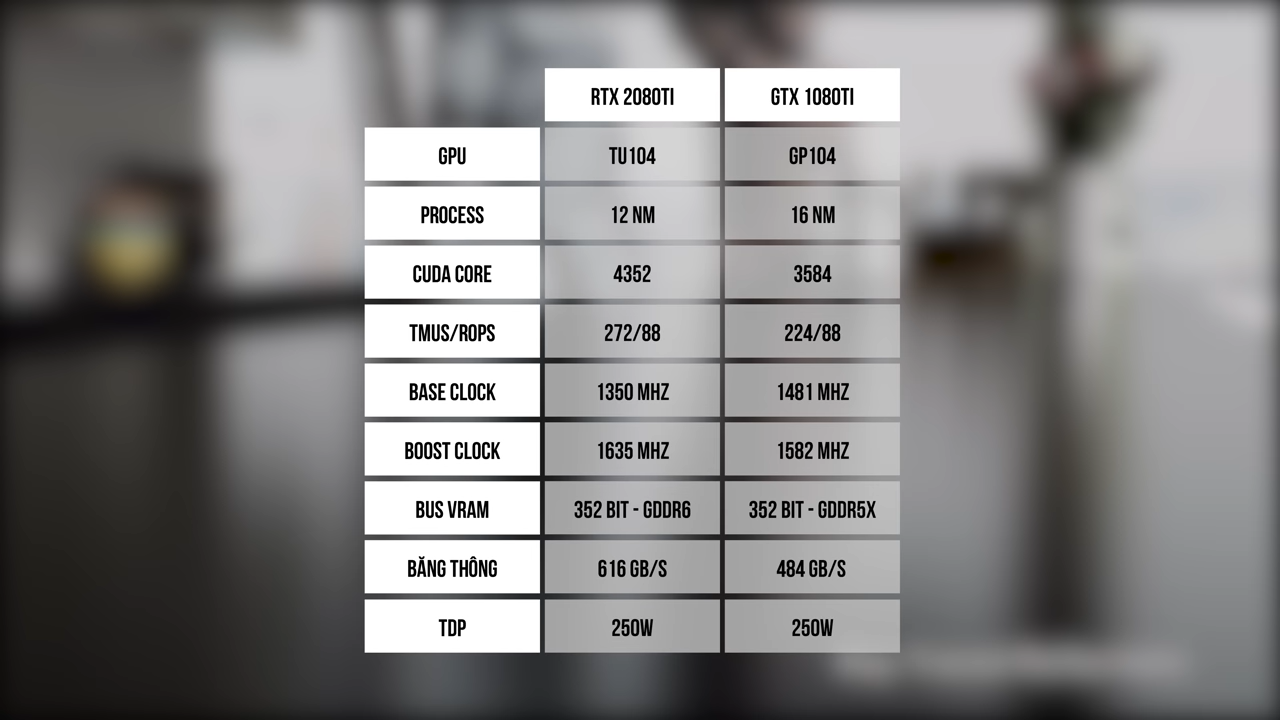 RTX 2080TI GTX 1080TI
GPU TU104 GP104
PROCESS 12 NM 16 NM
CUDA CORE 4352 3584
TMUS/ROPS 272/88 224/88
BASE CLOCK 1350 MHZ 1481 MHZ
BOOST CLOCK 1635 MHZ 1582 MHZ
BUS VRAM 352 BIT - GDDR6 352 BIT - GDDR5X
BĂNG THÔNG 616 GB/S 484 GB/S
TDP 250W 250W